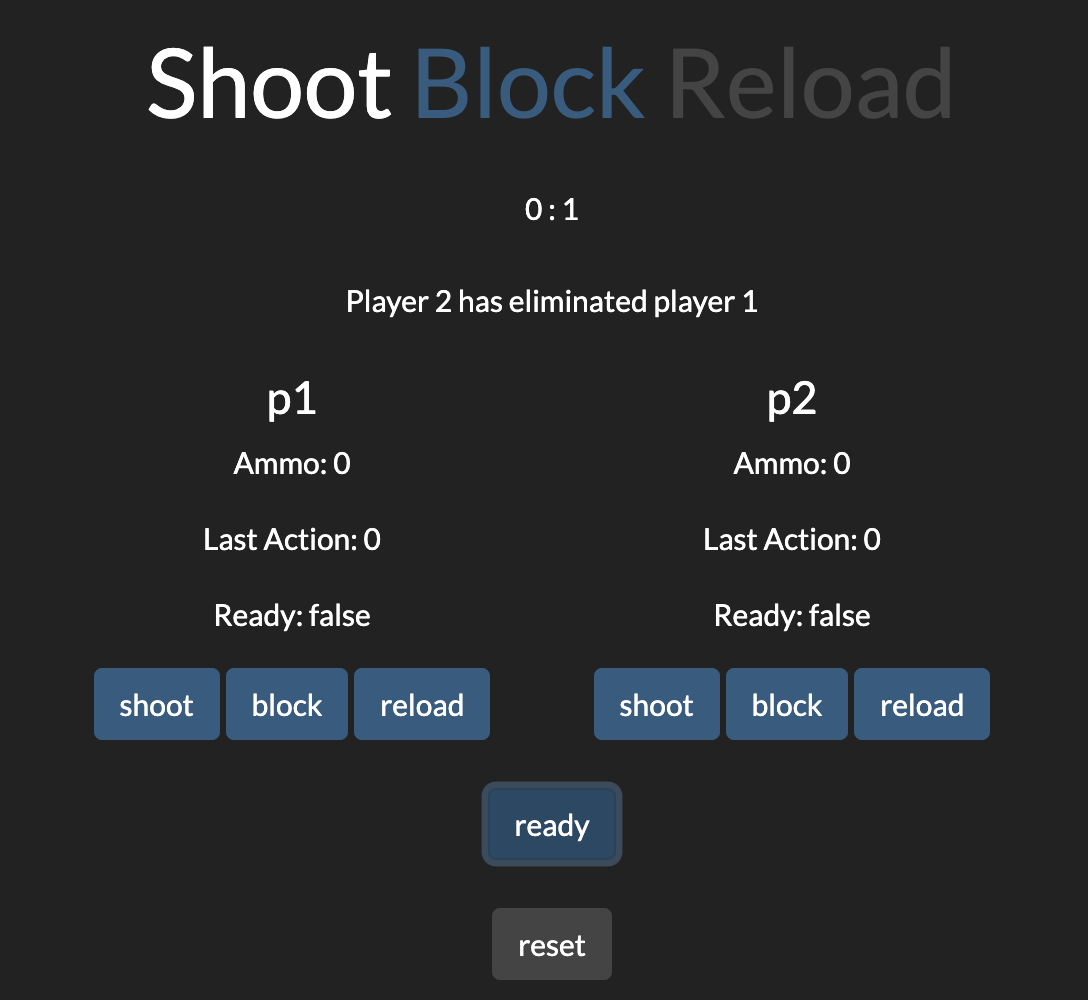 Shoot Block Reload
0 : 1
Player 2 has eliminated player 1
p1
Ammo: 0
Last Action: 0
Ready: false
shoot block reload
p2
Ammo: 0
Last Action: 0
Ready: false
shoot block reload
ready
reset